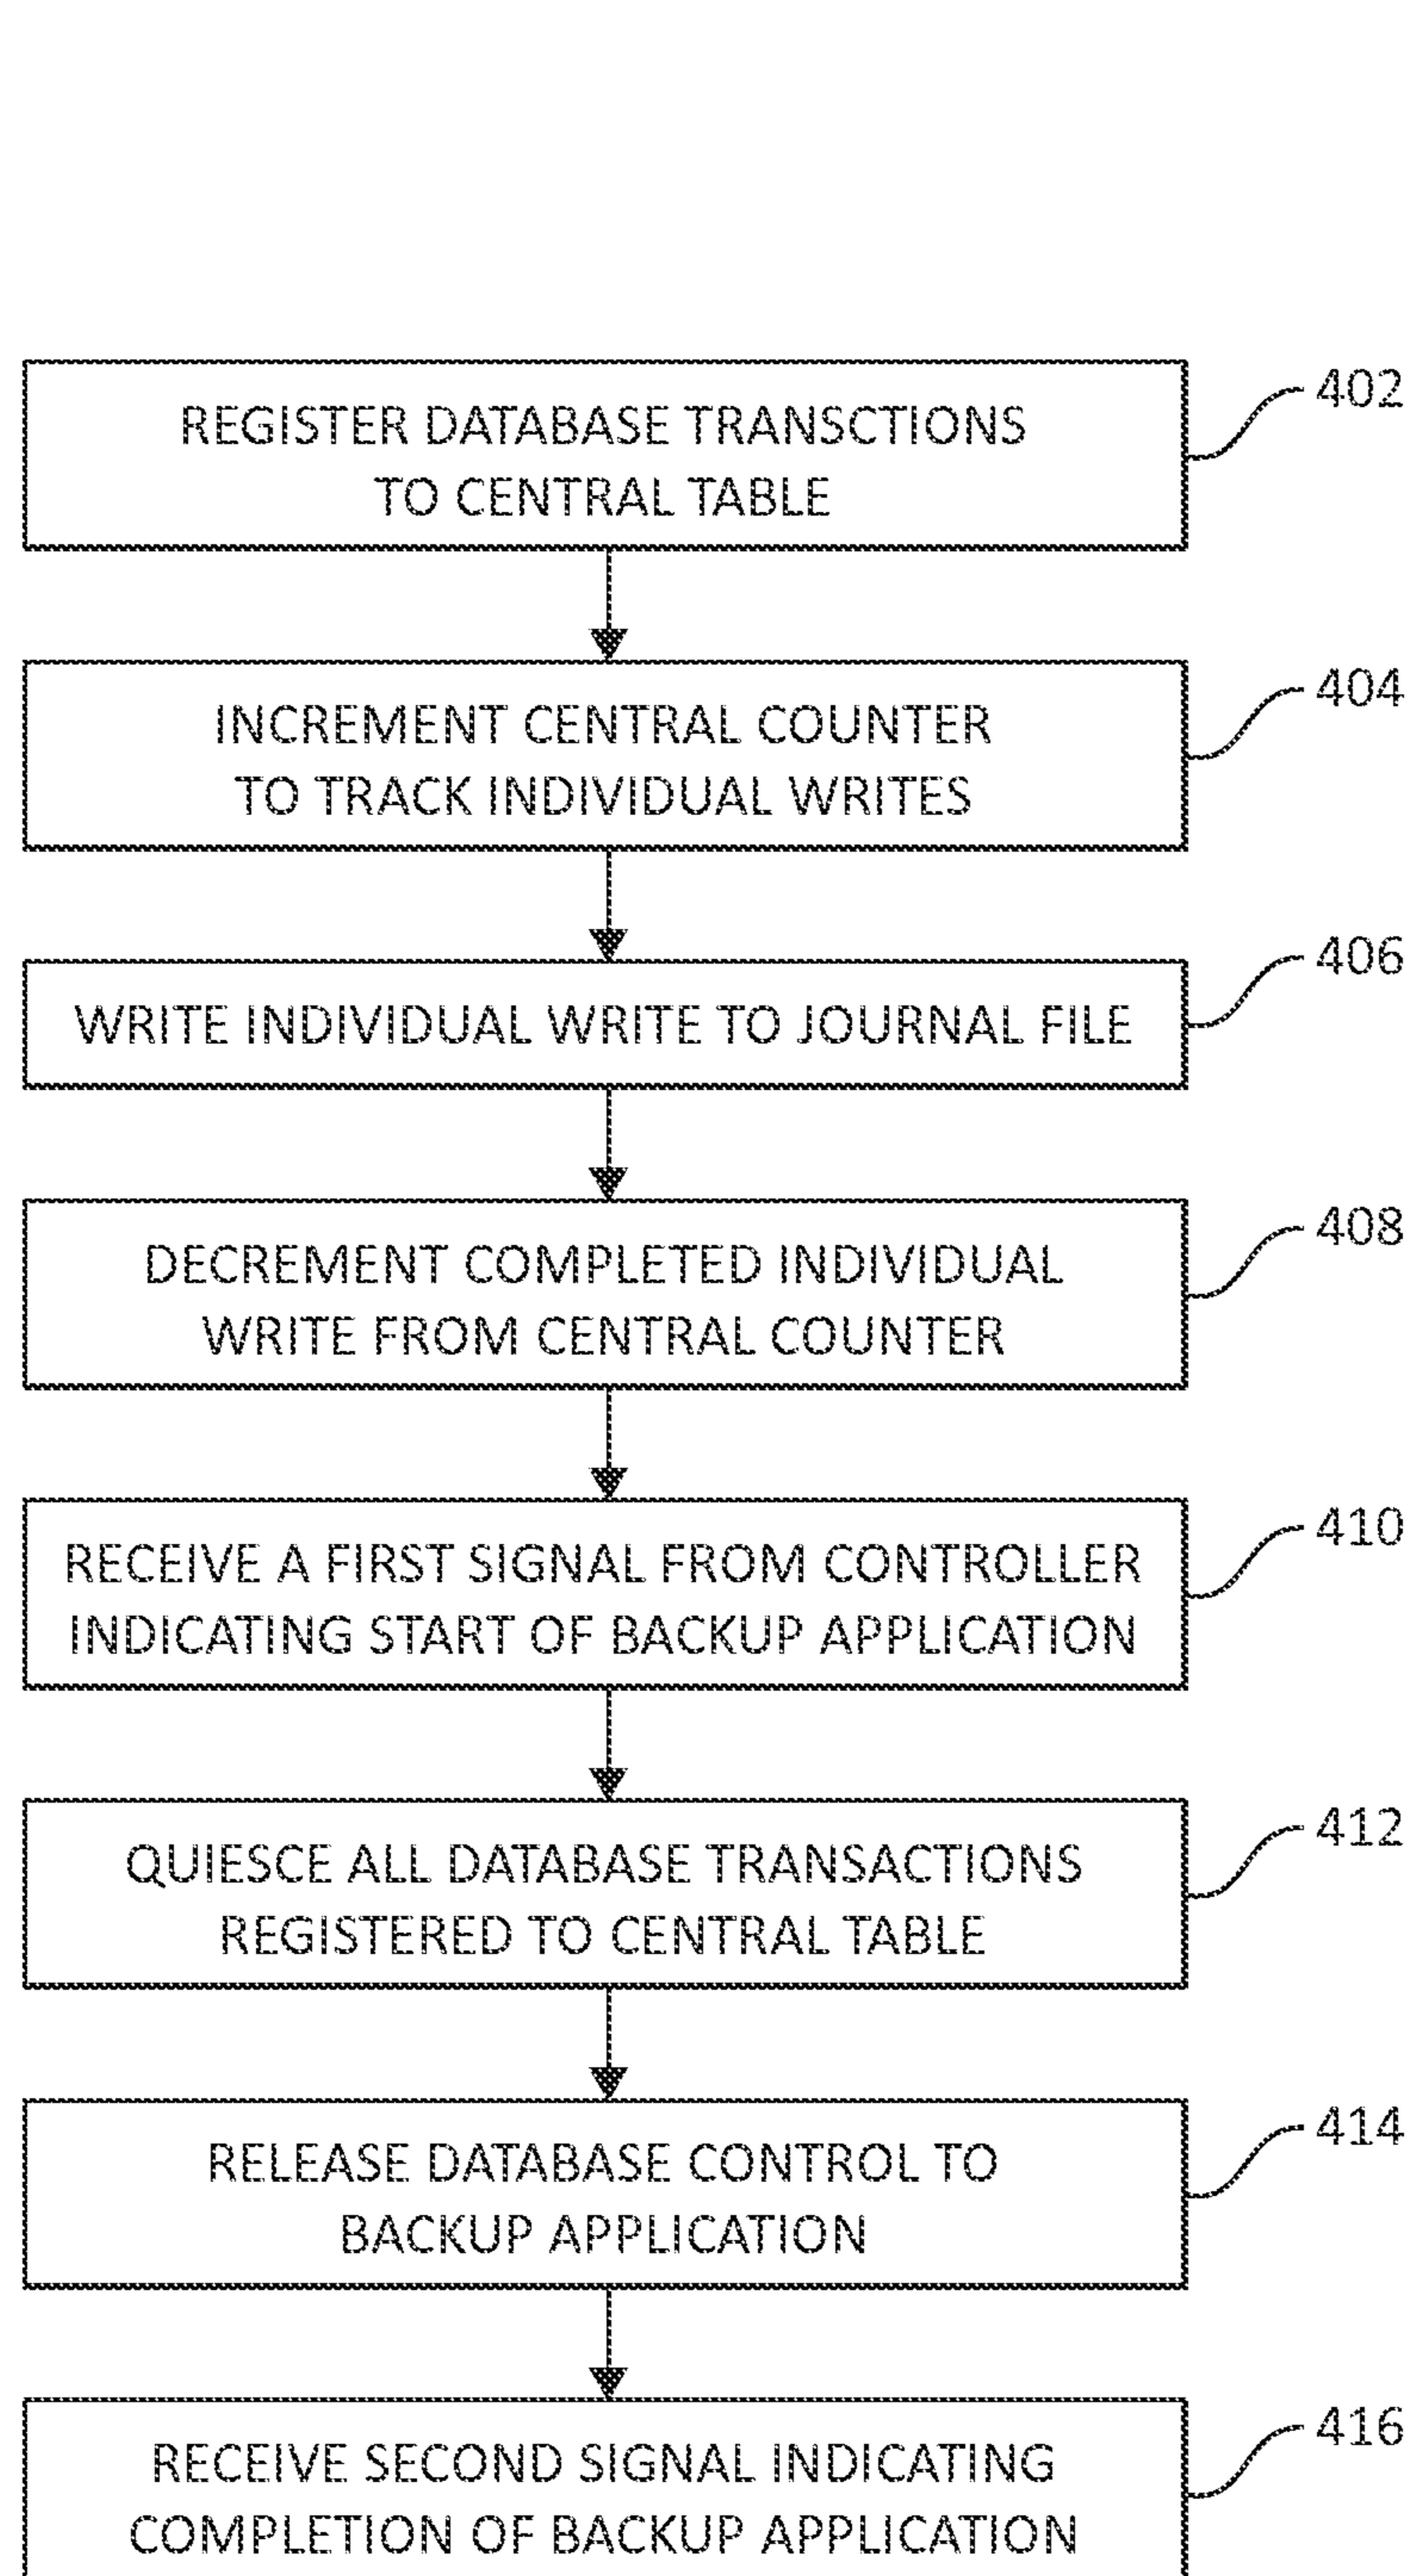 REGISTER DATABASE TRANSCTIONS
TO CENTRAL TABLE
402
INCREMENT CENTRAL COUNTER
TO TRACK INDIVIDUAL WRITES
404
WRITE INDIVIDUAL WRITE TO JOURNAL FILE
406
DECREMENT COMPLETED INDIVIDUAL
WRITE FROM CENTRAL COUNTER
408
RECEIVE A FIRST SIGNAL FROM CONTROLLER
INDICATING START OF BACKUP APPLICATION
410
QUIESCE ALL DATABASE TRANSACTIONS
REGISTERED TO CENTRAL TABLE
412
RELEASE DATABASE CONTROL TO
BACKUP APPLICATION
414
RECEIVE SECOND SIGNAL INDICATING
COMPLETION OF BACKUP APPLICATION
416